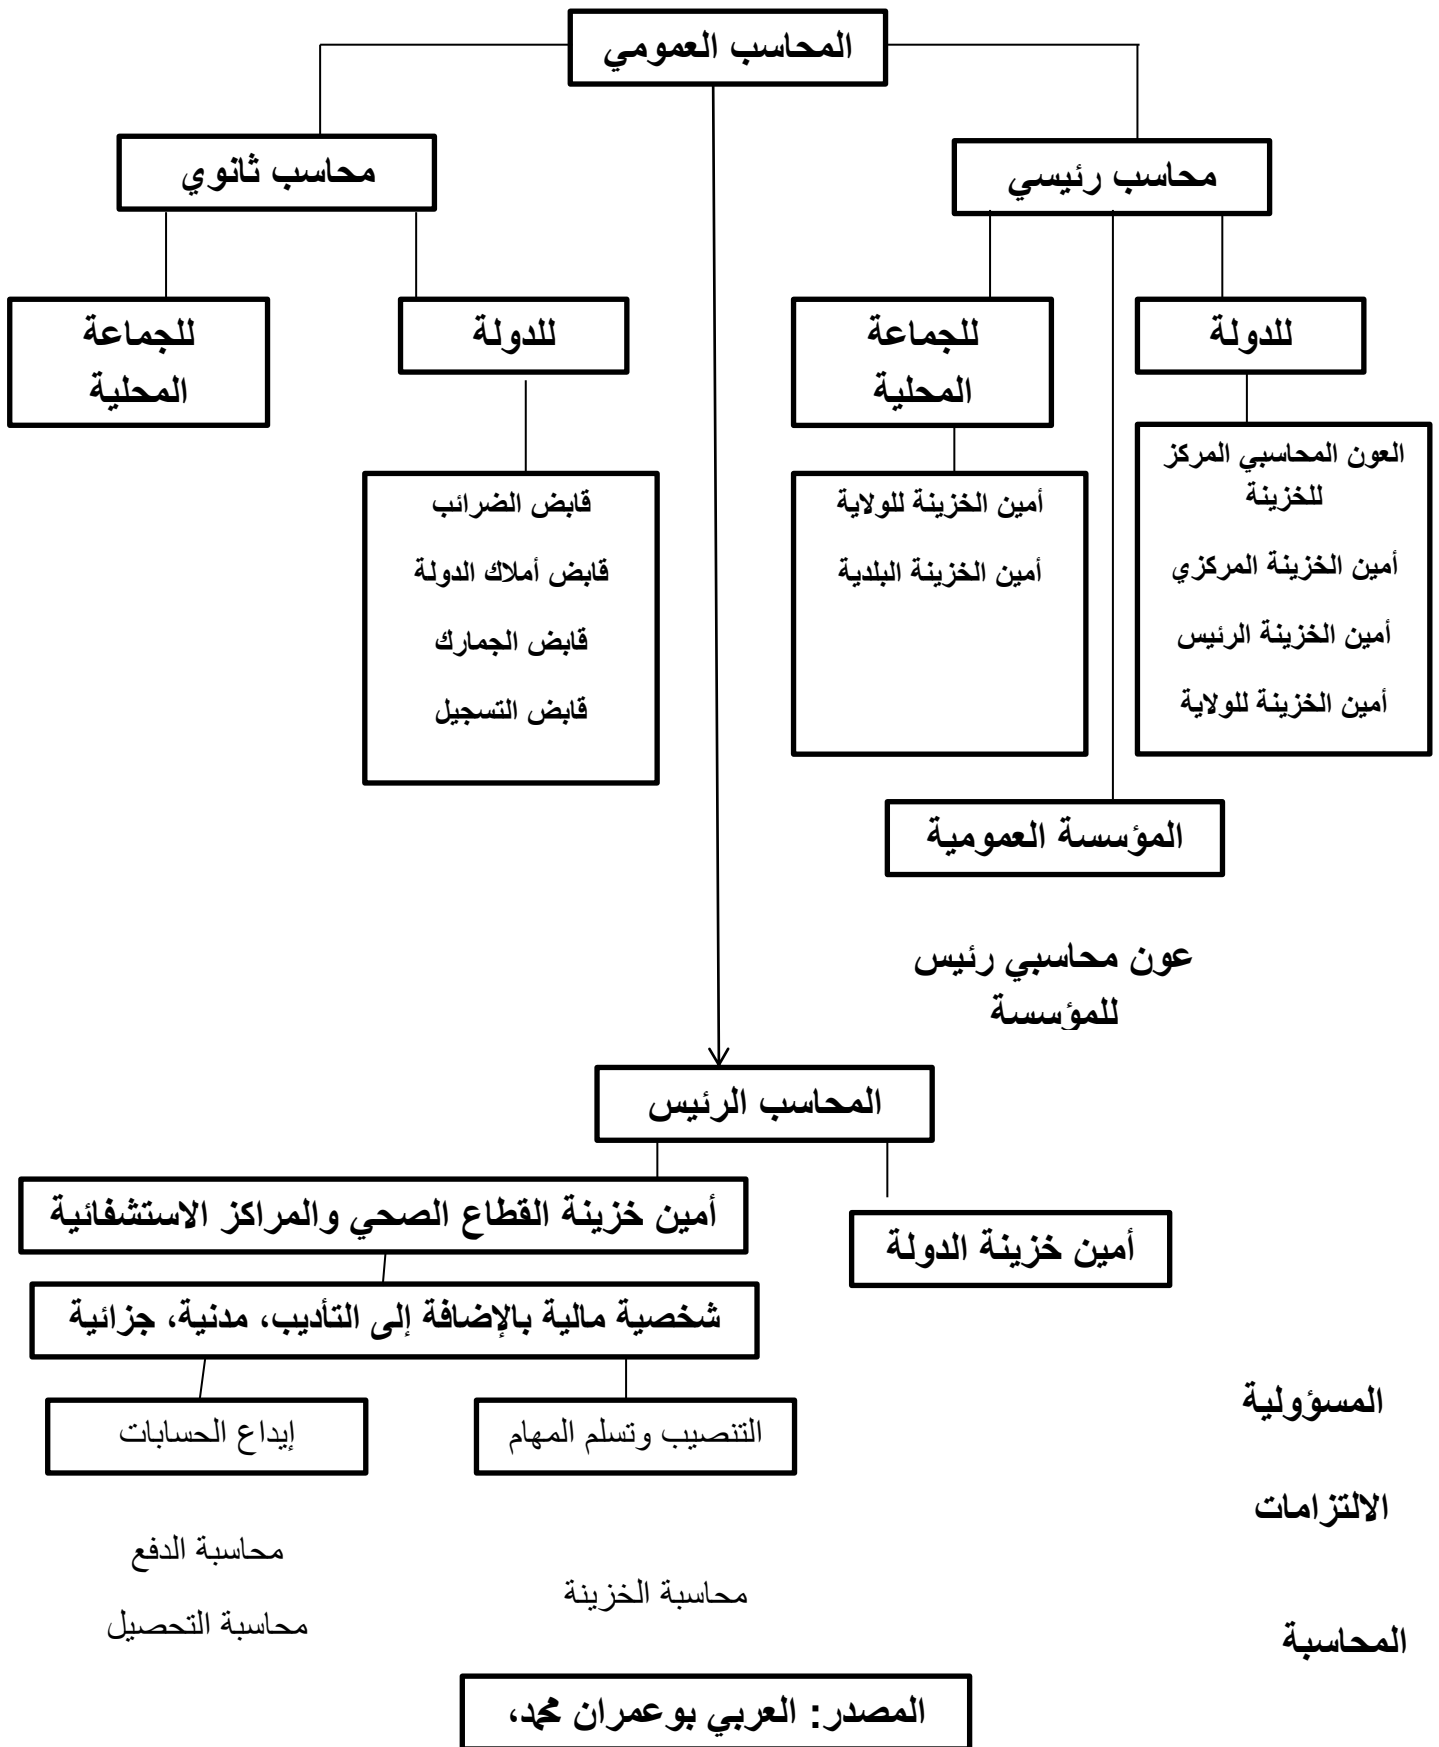 المحاسب العمومي
محاسب رئيسي
محاسب ثانوي
للدولة
للجماعة
المحلية
للدولة
للجماعة
المحلية
العون المحاسبي المركز
للخزينة
أمين الخزينة المركزي
أمين الخزينة الرئيس
أمين الخزينة للولاية
أمين الخزينة للولاية
أمين الخزينة البلدية
قابض الضرائب
قابض أملاك الدولة
قابض الجمارك
قابض التسجيل
المؤسسة العمومية
عون محاسبي رئيس
للمؤسسة
المحاسب الرئيس
أمين خزينة القطاع الصحي والمراكز الاستشفائية
أمين خزينة الدولة
شخصية مالية بالإضافة إلى التأديب، مدنية، جزائية
المسؤولية
التنصيب وتسلم المهام
إيداع الحسابات
الالتزامات
محاسبة الدفع
محاسبة الخزينة
محاسبة التحصيل
المحاسبة
المصدر: العربي بوعمران محمد،